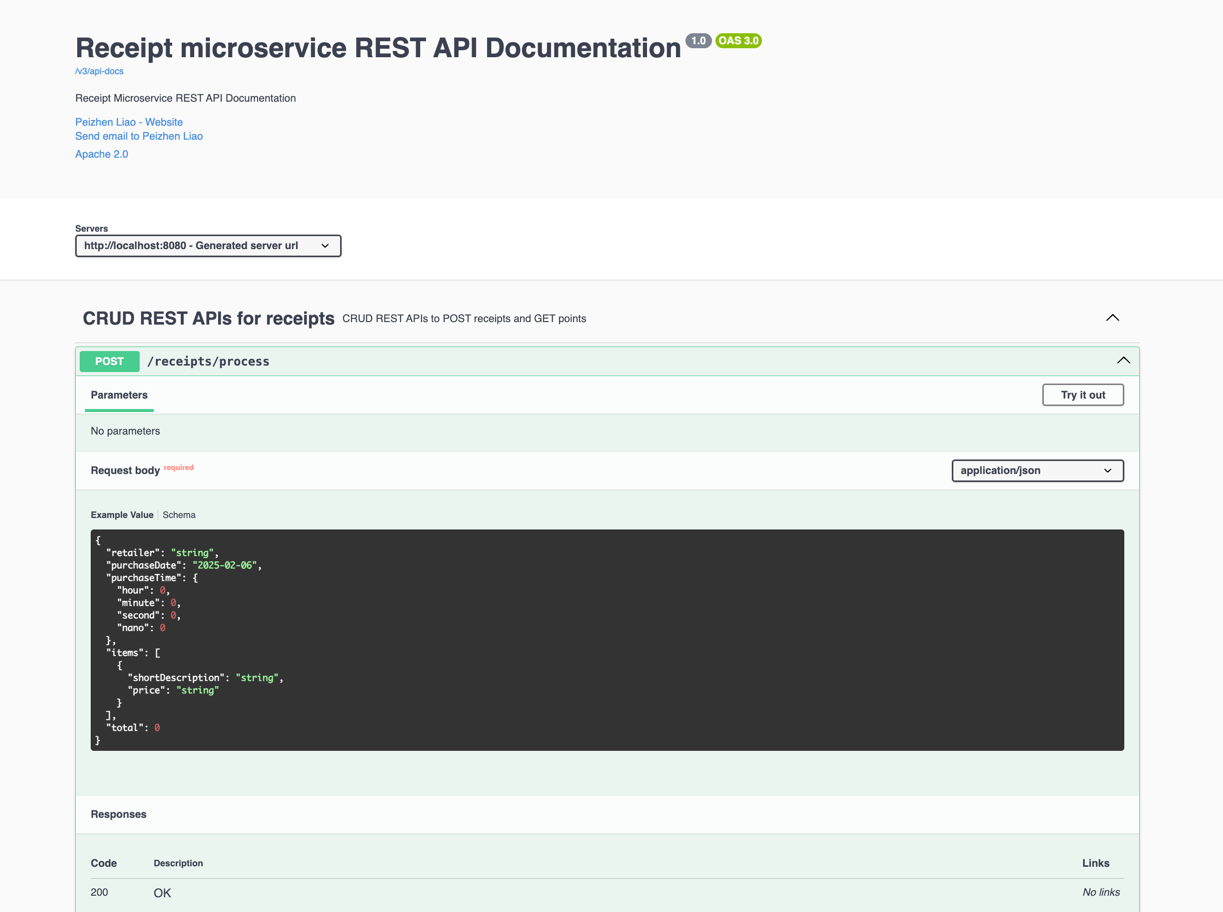 Receipt microservice REST API Documentation 1.0 OAS 3.0
/v3/api-docs
Receipt Microservice REST API Documentation
Peizhen Liao - Website
Send email to Peizhen Liao
Apache 2.0
Servers
http://localhost:8080 - Generated server url
CRUD REST APIs for receipts CRUD REST APIs to POST receipts and GET points
POST /receipts/process
Parameters Try it out
No parameters
Request body required application/json
Example Value Schema
{
  "retailer": "string",
  "purchaseDate": "2025-02-06",
  "purchaseTime": {
    "hour": 0,
    "minute": 0,
    "second": 0,
    "nano": 0
  },
  "items": [
    {
      "shortDescription": "string",
      "price": "string"
    }
  ],
  "total": 0
}
Responses
Code Description Links
200 OK No links